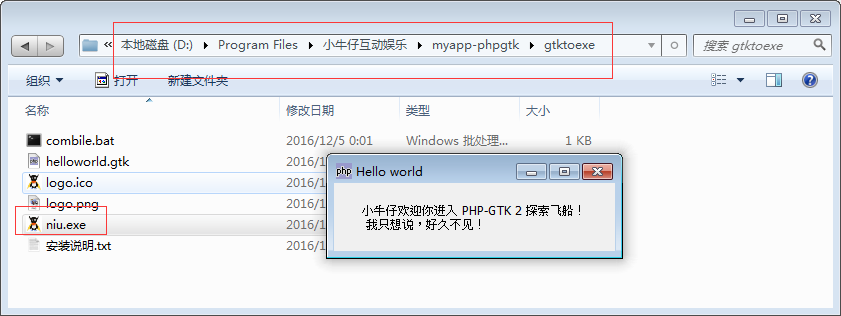 « 本地磁盘 (D:) Program Files 小牛仔互动娱乐 myapp-phpgtk gtktoexe 搜索 gtktoexe
组织 打开 新建文件夹
名称 修改日期 类型 大小
combile.bat 2016/12/5 0:01 Windows 批处理... 1 KB
helloworld.gtk 2016/1
logo.ico 2016/1
logo.png 2016/1
niu.exe 2016/1
安装说明.txt 2016/1
php Hello world
小牛仔欢迎你进入 PHP-GTK 2 探索飞船！
我只想说，好久不见！